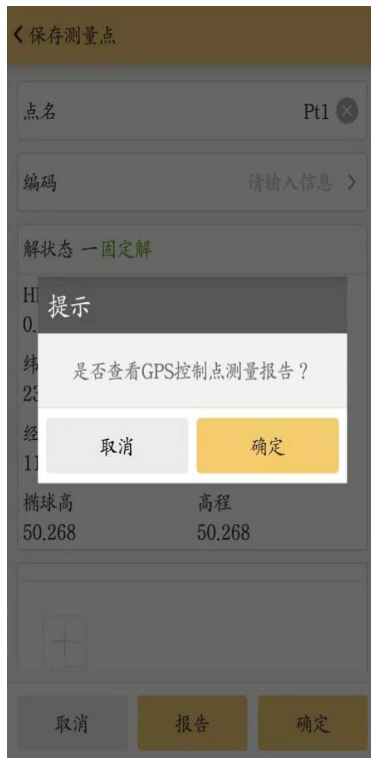 保存测量点
点名 Pt1
编码 请输入信息
解状态 一固定解
提示
0.
是否查看GPS控制点测量报告？
取消 确定
椭球高 高程
50.268 50.268
取消 报告 确定